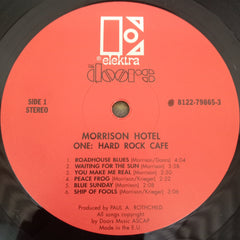 E
elektra
the doors
SIDE 1
STEREO
8122-79865-3
MORRISON HOTEL
ONE: HARD ROCK CAFE
1. ROADHOUSE BLUES (Morrison/Doors) 4:04
2. WAITING FOR THE SUN (Morrison) 3:58
3. YOU MAKE ME REAL (Morrison) 2:50
4. PEACE FROG (Morrison/Krieger) 2:52
5. BLUE SUNDAY (Morrison) 2:08
6. SHIP OF FOOLS (Morrison/Krieger) 3:06
Produced by PAUL A. ROTHCHILD
All songs copyright
by Doors Music ASCAP
Made in the E.U.